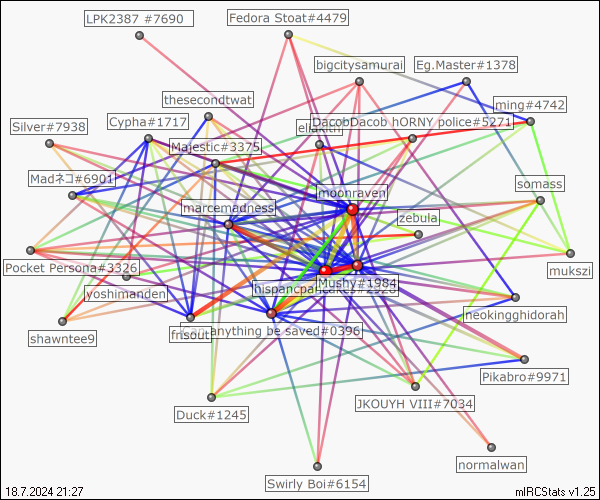 LPK2387 #7690
Fedora Stoat#4479
bigcitysamurai
Eg.Master#1378
thesecondtwat
ming#4742
Silver#7938
Cypha#1717
DacobDacob hORNY police#5271
Majestic#3375
Madネコ#6901
moonraven
somass
marcemadness
zebula
Pocket Persona#3326
mukszi
yoshimanden
Mushy#1984
neokingghidorah
shawntee9
frisout
anything be saved#0396
Pikabro#9971
Duck#1245
JKOUYH VIII#7034
normalwan
Swirly Boi#6154
18.7.2024 21:27
mIRCStats v1.25